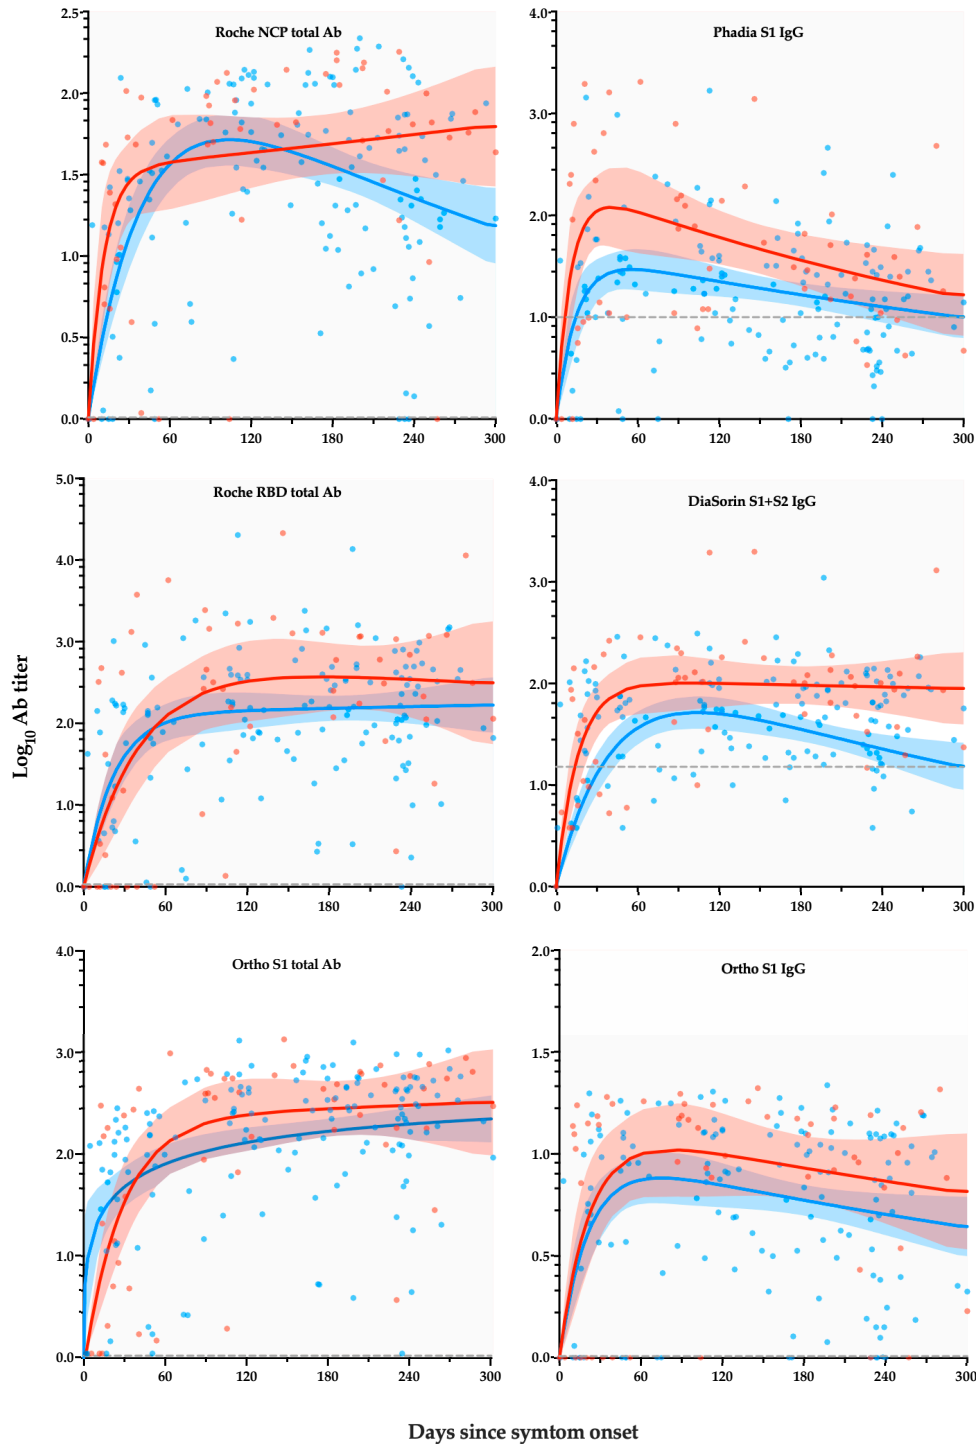 Roche NCP total Ab
2.5
2.0
1.5
1.0
0.5
0.0
0 60 120 180 240 300
Phadia S1 IgG
4.0
3.0
2.0
1.0
0.0
0 60 120 180 240 300
Roche RBD total Ab
5.0
4.0
3.0
2.0
1.0
0.0
0 60 120 180 240 300
DiaSorin S1+S2 IgG
4.0
3.0
2.0
1.0
0.0
0 60 120 180 240 300
Log10 Ab titer
Ortho S1 total Ab
4.0
3.0
2.0
1.0
0.0
0 60 120 180 240 300
Ortho S1 IgG
2.0
1.5
1.0
0.5
0.0
0 60 120 180 240 300
Days since symtom onset